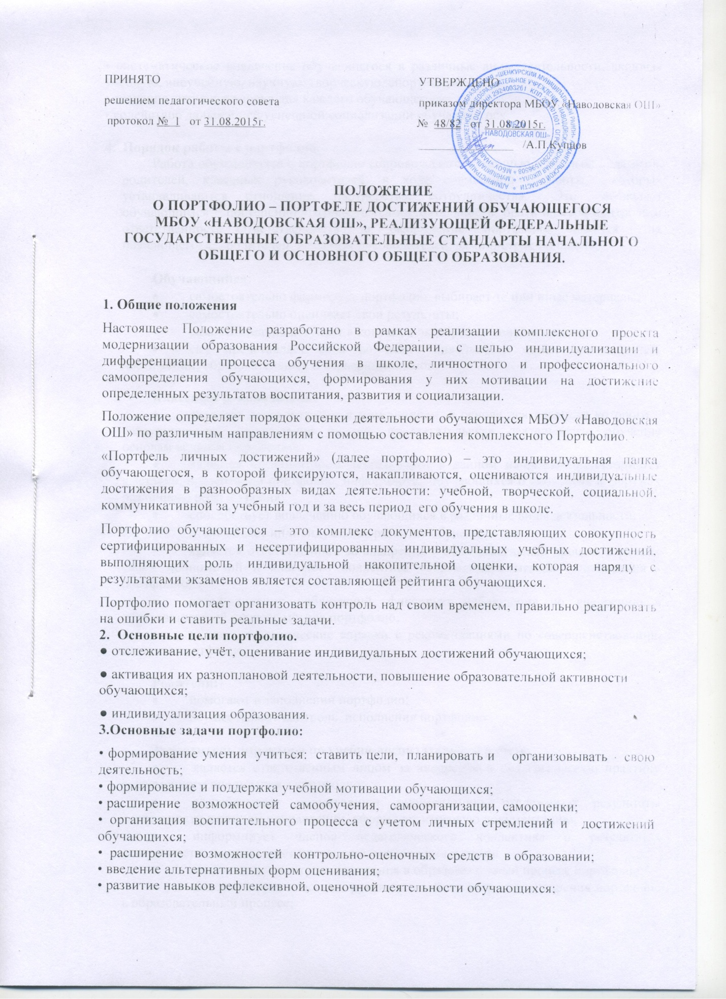 ПРИНЯТО
УТВЕРЖДЕНО
решением педагогического совета
приказом директора МБОУ «Наводовская ОШ»
протокол № 1 от 31.08.2015г.
№ 48/82 от 31.08.2015г.
/А.П.Купцов
МБОУ
«НАВОДОВСКАЯ ОШ»
ПОЛОЖЕНИЕ
О ПОРТФОЛИО – ПОРТФЕЛЕ ДОСТИЖЕНИЙ ОБУЧАЮЩЕГОСЯ
МБОУ «НАВОДОВСКАЯ ОШ», РЕАЛИЗУЮЩЕЙ ФЕДЕРАЛЬНЫЕ
ГОСУДАРСТВЕННЫЕ ОБРАЗОВАТЕЛЬНЫЕ СТАНДАРТЫ НАЧАЛЬНОГО
ОБЩЕГО И ОСНОВНОГО ОБЩЕГО ОБРАЗОВАНИЯ.
1. Общие положения
Настоящее Положение разработано в рамках реализации комплексного проекта
модернизации образования Российской Федерации, с целью индивидуализации и
дифференциации процесса обучения в школе, личностного и профессионального
самоопределения обучающихся, формирования у них мотивации на достижение
определенных результатов воспитания, развития и социализации.
Положение определяет порядок оценки деятельности обучающихся МБОУ «Наводовская
ОШ» по различным направлениям с помощью составления комплексного Портфолио.
«Портфель личных достижений» (далее портфолио) – это индивидуальная папка
обучающегося, в которой фиксируются, накапливаются, оцениваются индивидуальные
достижения в разнообразных видах деятельности: учебной, творческой, социальной,
коммуникативной за учебный год и за весь период его обучения в школе.
Портфолио обучающегося – это комплекс документов, представляющих совокупность
сертифицированных и несертифицированных индивидуальных учебных достижений,
выполняющих роль индивидуальной накопительной оценки, которая наряду с
результатами экзаменов является составляющей рейтинга обучающихся.
Портфолио помогает организовать контроль над своим временем, правильно реагировать
на ошибки и ставить реальные задачи.
2. Основные цели портфолио.
● отслеживание, учёт, оценивание индивидуальных достижений обучающихся;
● активация их разноплановой деятельности, повышение образовательной активности
обучающихся;
● индивидуализация образования.
3.Основные задачи портфолио:
• формирование умения учиться: ставить цели, планировать и организовывать свою
деятельность;
• формирование и поддержка учебной мотивации обучающихся;
• расширение возможностей самообучения, самоорганизации, самооценки;
• организация воспитательного процесса с учетом личных стремлений и достижений
обучающихся;
• расширение возможностей контрольно-оценочных средств в образовании;
• введение альтернативных форм оценивания;
• развитие навыков рефлексивной, оценочной деятельности обучающихся;